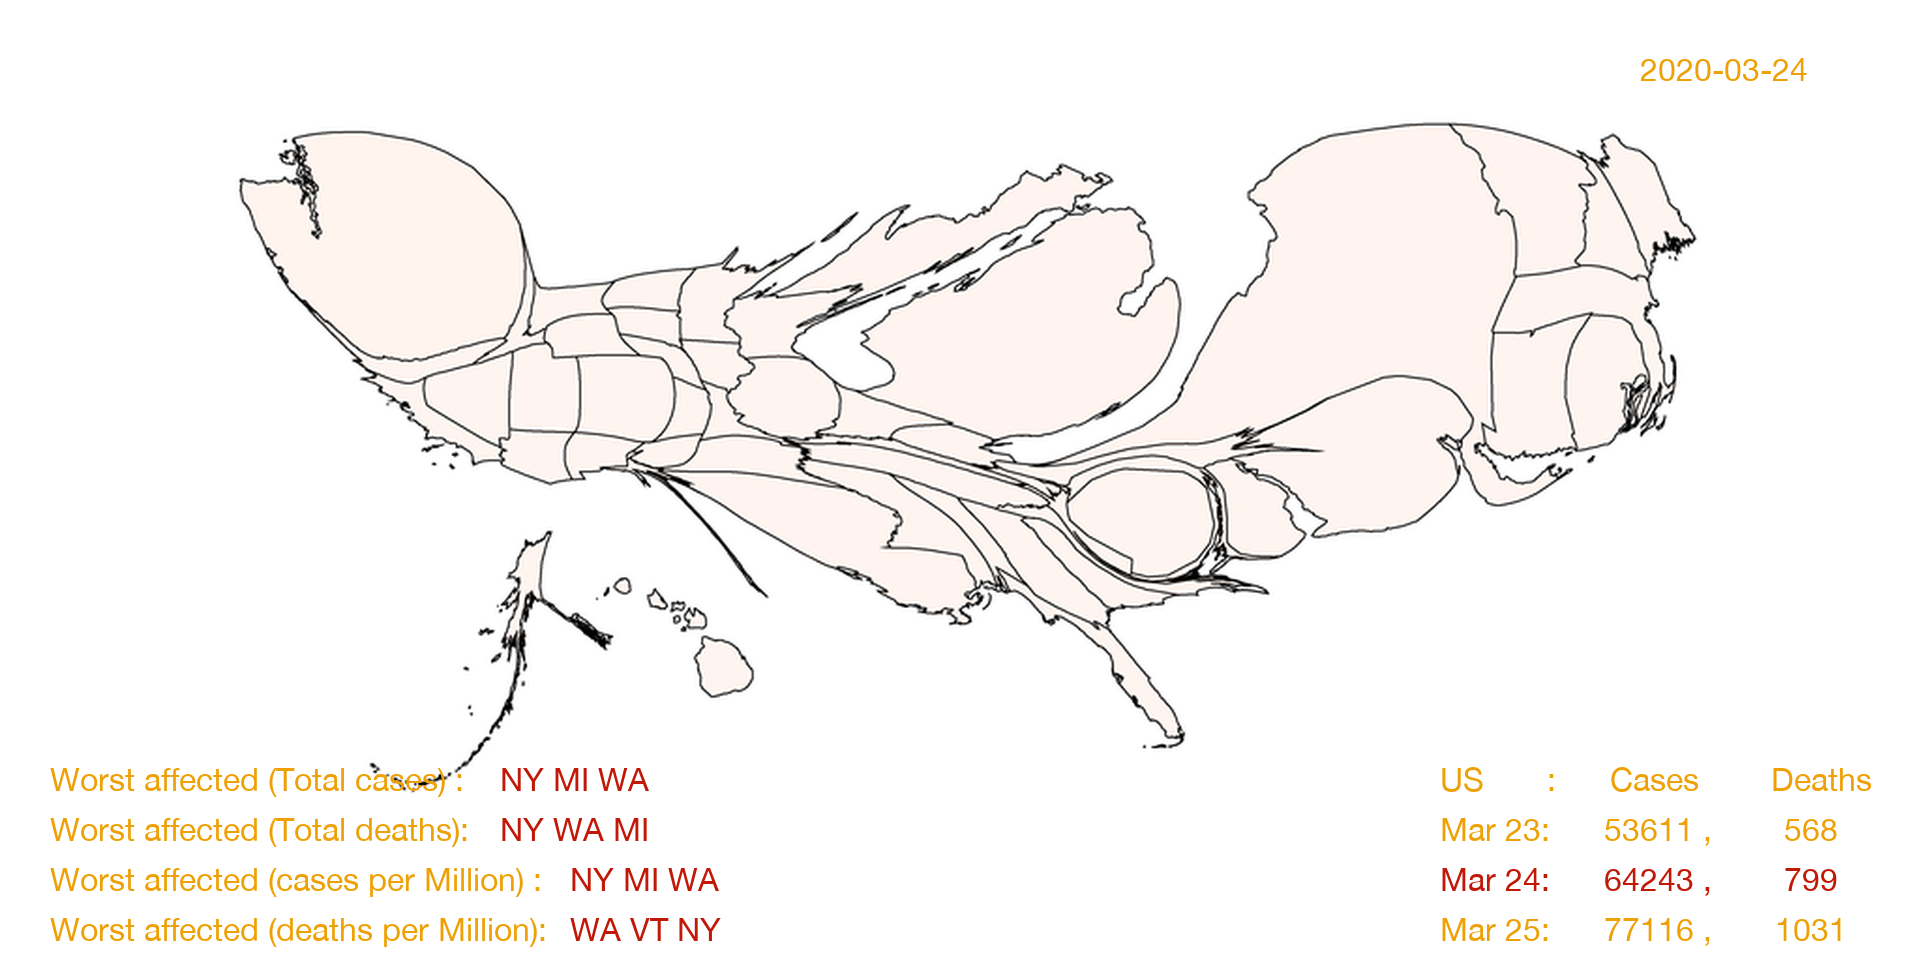 2020-03-24
Worst affected (Total cases) : NY MI WA
Worst affected (Total deaths): NY WA MI
Worst affected (cases per Million) : NY MI WA
Worst affected (deaths per Million): WA VT NY
US : Cases Deaths
Mar 23: 53611 , 568
Mar 24: 64243 , 799
Mar 25: 77116 , 1031